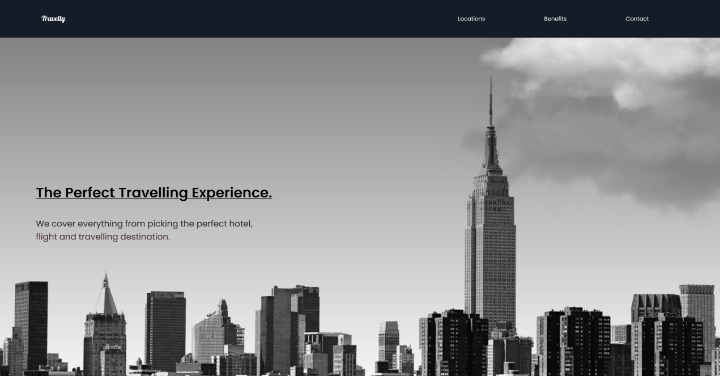 Travelly
Locations
Benefits
Contact
The Perfect Travelling Experience.
We cover everything from picking the perfect hotel,
flight and travelling destination.